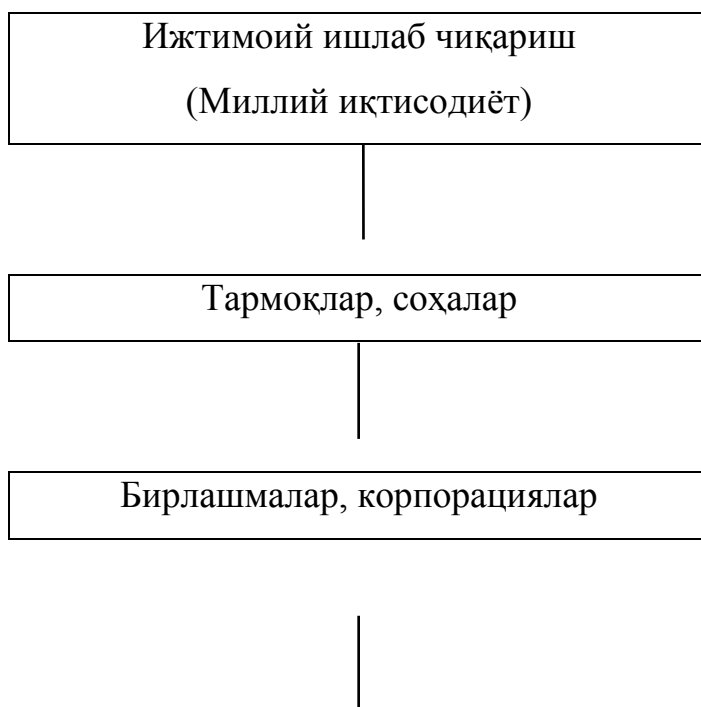 Ижтимоий ишлаб чиқариш
(Миллий иқтисодиёт)
Тармоқлар, соҳалар
Бирлашмалар, корпорациялар